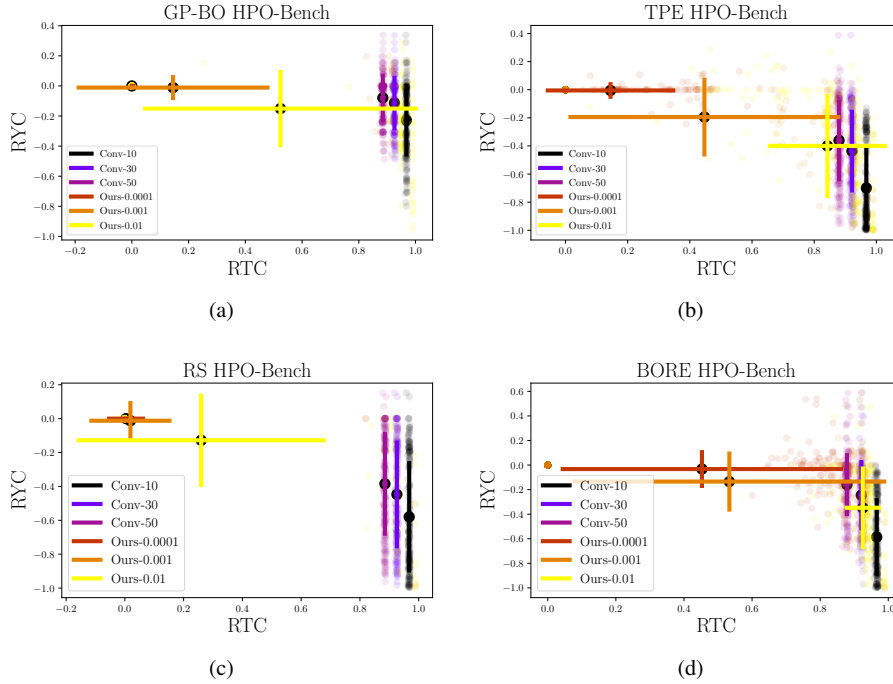 GP-BO HPO-Bench
0.4
0.2
0.0
−0.2
−0.4
−0.6
−0.8
−1.0
RYC
Conv-10
Conv-30
Conv-50
Ours-0.0001
Ours-0.001
Ours-0.01
−0.2 0.0 0.2 0.4 0.6 0.8 1.0
RTC
(a)
TPE HPO-Bench
0.4
0.2
0.0
−0.2
−0.4
−0.6
−0.8
−1.0
RYC
Conv-10
Conv-30
Conv-50
Ours-0.0001
Ours-0.001
Ours-0.01
0.0 0.2 0.4 0.6 0.8 1.0
RTC
(b)
RS HPO-Bench
0.2
0.0
−0.2
−0.4
−0.6
−0.8
−1.0
RYC
Conv-10
Conv-30
Conv-50
Ours-0.0001
Ours-0.001
Ours-0.01
−0.2 0.0 0.2 0.4 0.6 0.8 1.0
RTC
(c)
BORE HPO-Bench
0.6
0.4
0.2
0.0
−0.2
−0.4
−0.6
−0.8
−1.0
RYC
Conv-10
Conv-30
Conv-50
Ours-0.0001
Ours-0.001
Ours-0.01
0.0 0.2 0.4 0.6 0.8 1.0
RTC
(d)